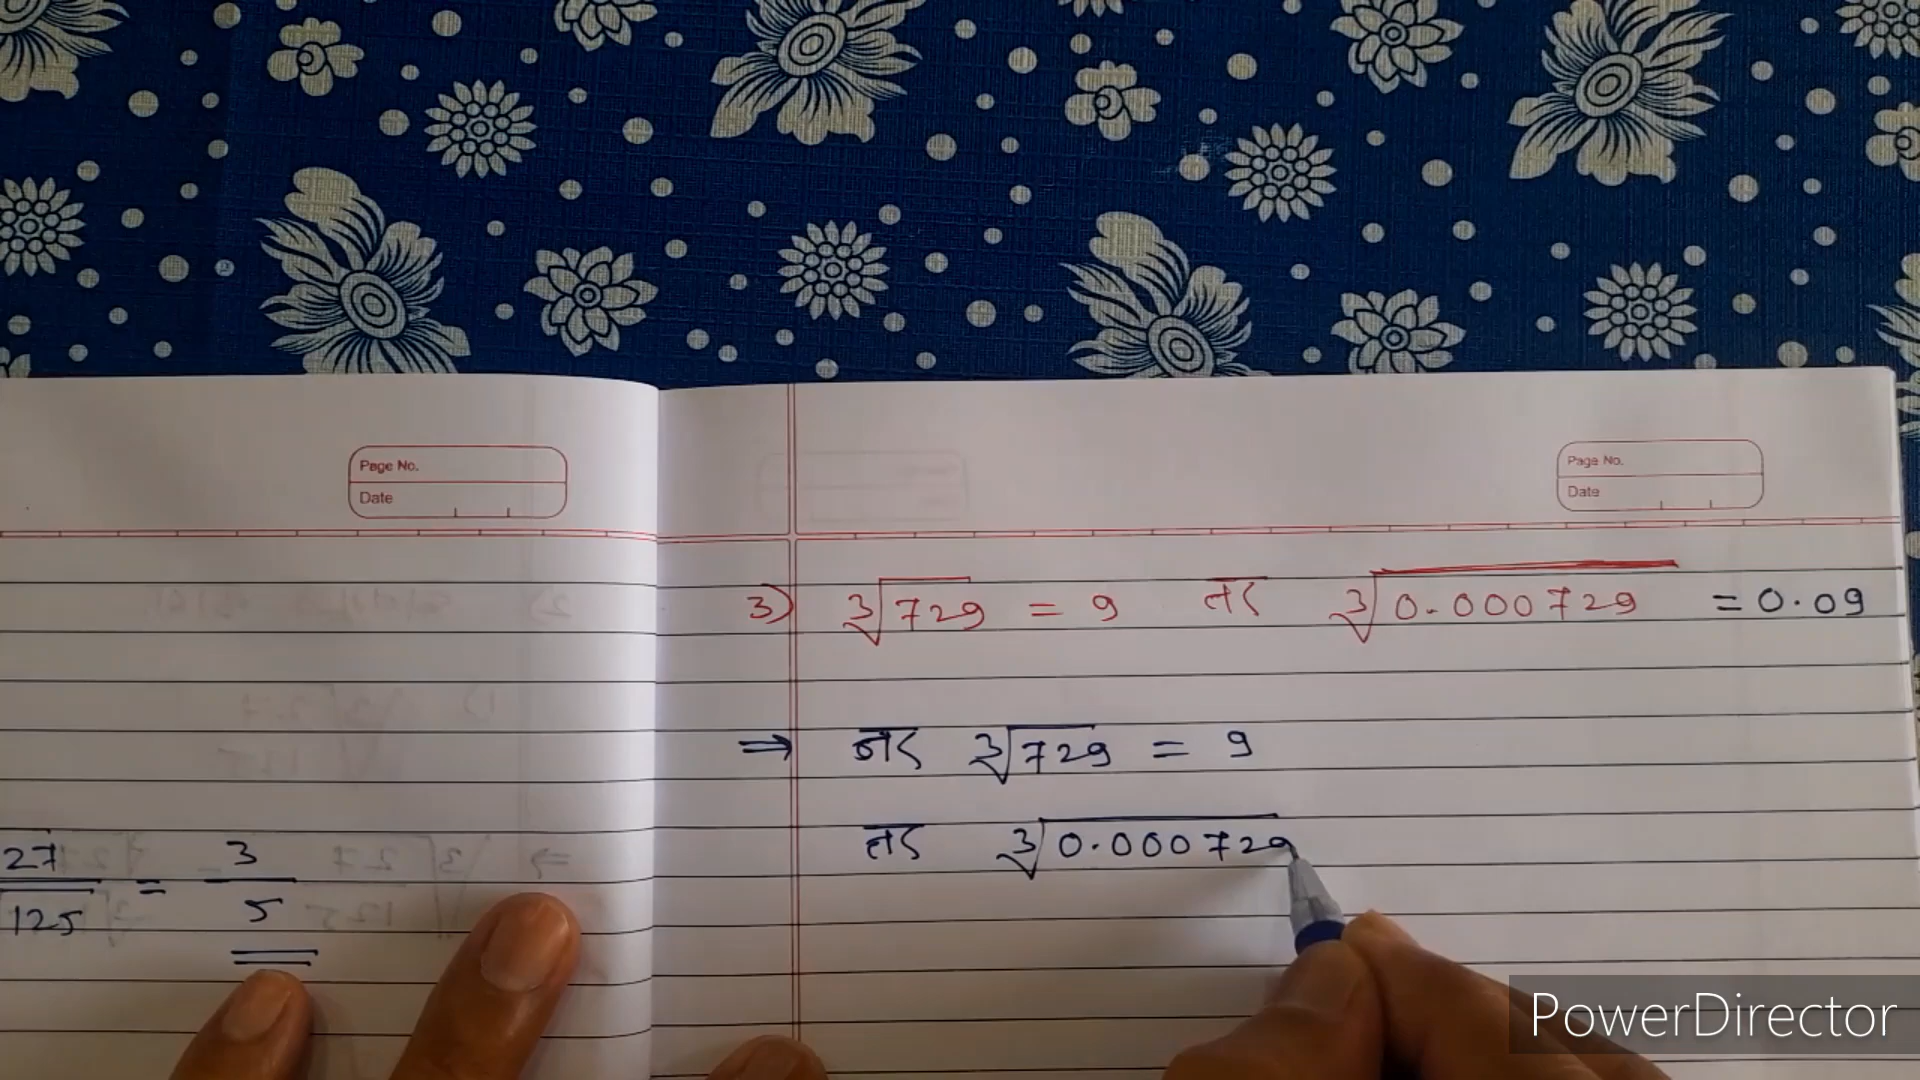 Page No.
Date
27/125 = 3/5
Page No.
Date
3) ∛729 = 9 तर ∛0.000729 = 0.09
⇒ जर ∛729 = 9
तर ∛0.000729
PowerDirector